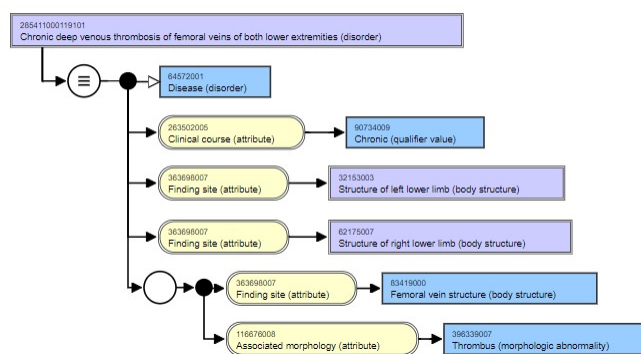 285411000119101
Chronic deep venous thrombosis of femoral veins of both lower extremities (disorder)
64572001
Disease (disorder)
263502005
Clinical course (attribute)
90734009
Chronic (qualifier value)
363698007
Finding site (attribute)
32153003
Structure of left lower limb (body structure)
363698007
Finding site (attribute)
62175007
Structure of right lower limb (body structure)
363698007
Finding site (attribute)
83419000
Femoral vein structure (body structure)
116676008
Associated morphology (attribute)
396339007
Thrombus (morphologic abnormality)